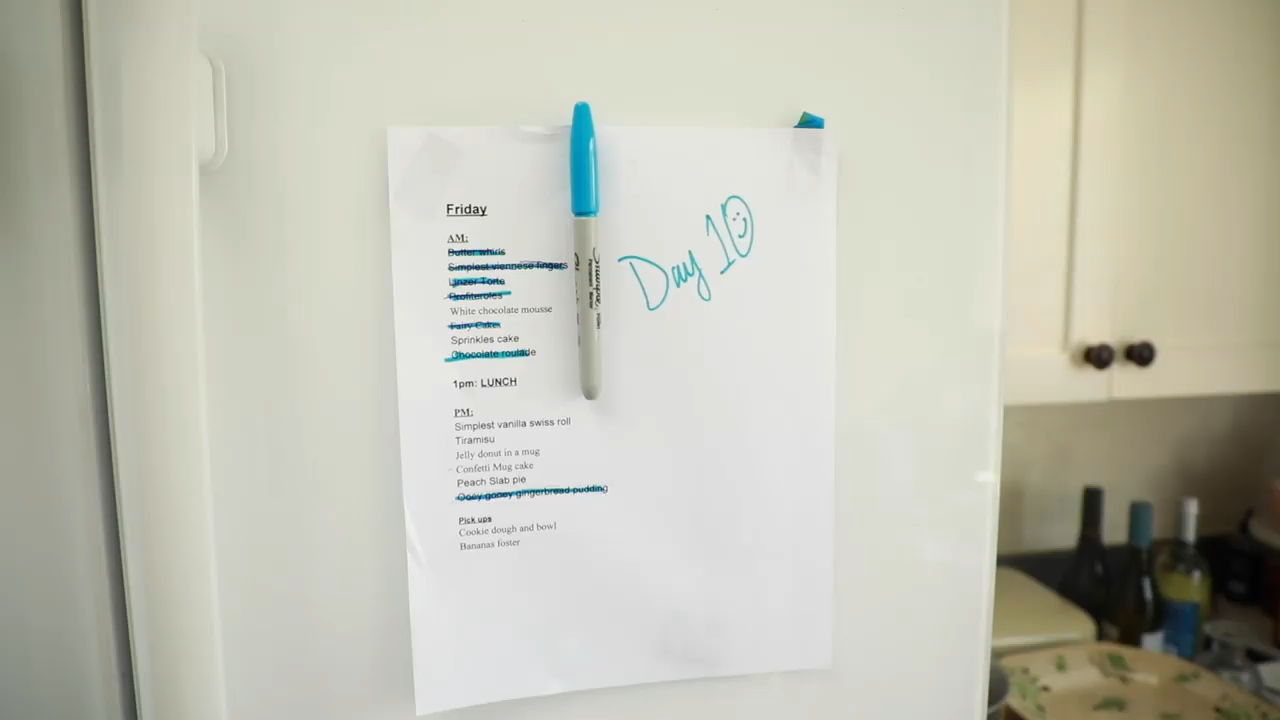 Friday
AM:
Butter whirls
Simplest viennese fingers
Linzer Torte
Profiteroles
White chocolate mousse
Fairy Cakes
Sprinkles cake
Chocolate roulade
1pm: LUNCH
PM:
Simplest vanilla swiss roll
Tiramisu
Jelly donut in a mug
- Confetti Mug cake
Peach Slab pie
Ooey gooey gingerbread pudding
Pick ups
Cookie dough and bowl
Bananas foster
Day 10
Sharpie